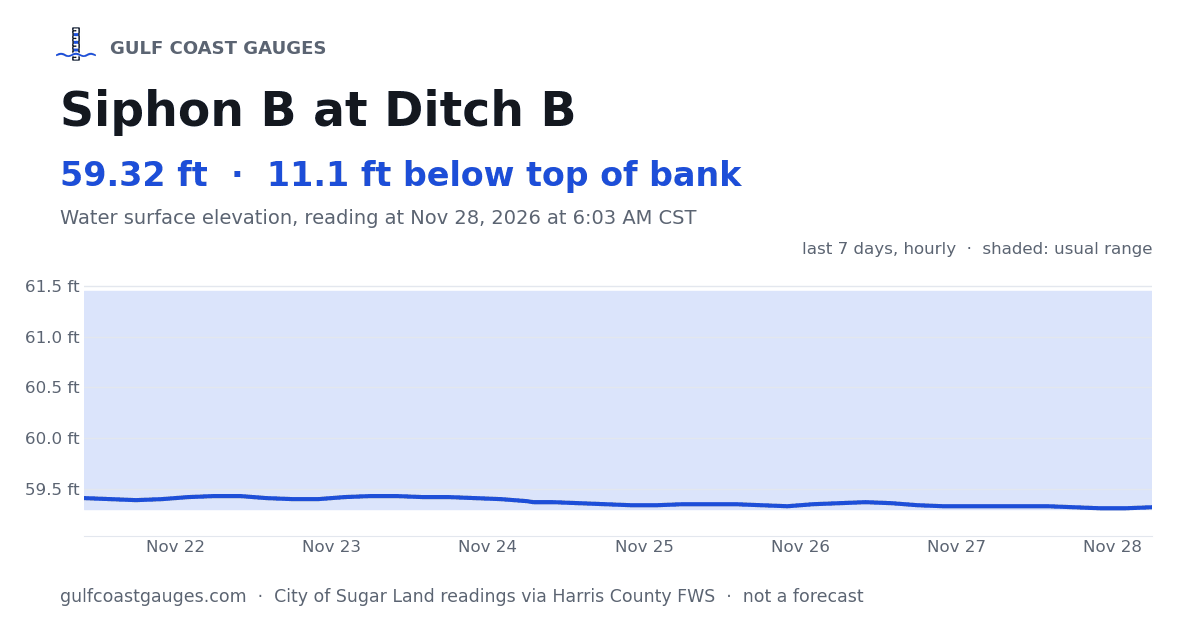 GULF COAST GAUGES
Siphon B at Ditch B
59.32 ft · 11.1 ft below top of bank
Water surface elevation, reading at Nov 28, 2026 at 6:03 AM CST
last 7 days, hourly · shaded: usual range
61.5 ft
61.0 ft
60.5 ft
60.0 ft
59.5 ft
Nov 22 Nov 23 Nov 24 Nov 25 Nov 26 Nov 27 Nov 28
gulfcoastgauges.com · City of Sugar Land readings via Harris County FWS · not a forecast